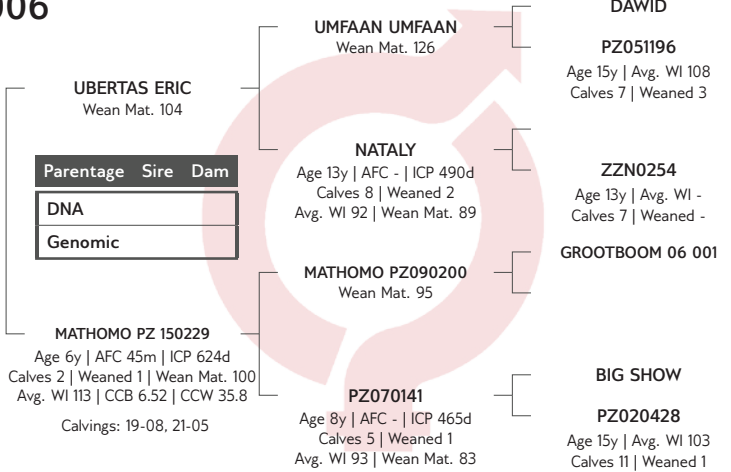 006
UBERTAS ERIC
Wean Mat. 104
Parentage Sire Dam
DNA
Genomic
MATHOMO PZ 150229
Age 6y | AFC 45m | ICP 624d
Calves 2 | Weaned 1 | Wean Mat. 100
Avg. WI 113 | CCB 6.52 | CCW 35.8
Calvings: 19-08, 21-05
UMFAAN UMFAAN
Wean Mat. 126
NATALY
Age 13y | AFC - | ICP 490d
Calves 8 | Weaned 2
Avg. WI 92 | Wean Mat. 89
MATHOMO PZ090200
Wean Mat. 95
PZ070141
Age 8y | AFC - | ICP 465d
Calves 5 | Weaned 1
Avg. WI 93 | Wean Mat. 83
DAWID
PZ051196
Age 15y | Avg. WI 108
Calves 7 | Weaned 3
ZZN0254
Age 13y | Avg. WI -
Calves 7 | Weaned -
GROOTBOOM 06 001
BIG SHOW
PZ020428
Age 15y | Avg. WI 103
Calves 11 | Weaned 1